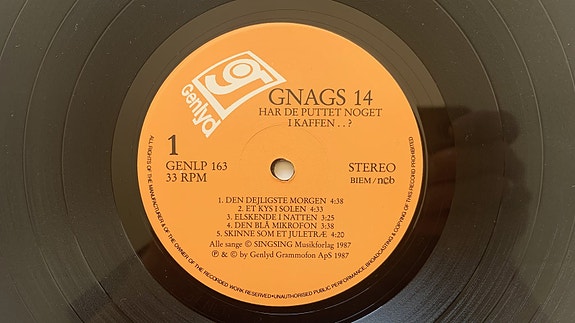 Genlyd
GNAGS 14
HAR DE PUTTET NOGET
I KAFFEN . . ?
1
GENLP 163
33 RPM
STEREO
BIEM / ncb
1. DEN DEJLIGSTE MORGEN 4:38
2. ET KYS I SOLEN 4:33
3. ELSKENDE I NATTEN 3:25
4. DEN BLÅ MIKROFON 3:38
5. SKINNE SOM ET JULETRÆ 4:20
Alle sange © SINGSING Musikforlag 1987
Ⓟ & © by Genlyd Grammofon ApS 1987
ALL RIGHTS OF THE MANUFACTURER & OF THE OWNER OF THE RECORDED WORK RESERVED•UNAUTHORISED PUBLIC PERFORMANCE, BROADCASTING & COPYING OF THIS RECORD PROHIBITED